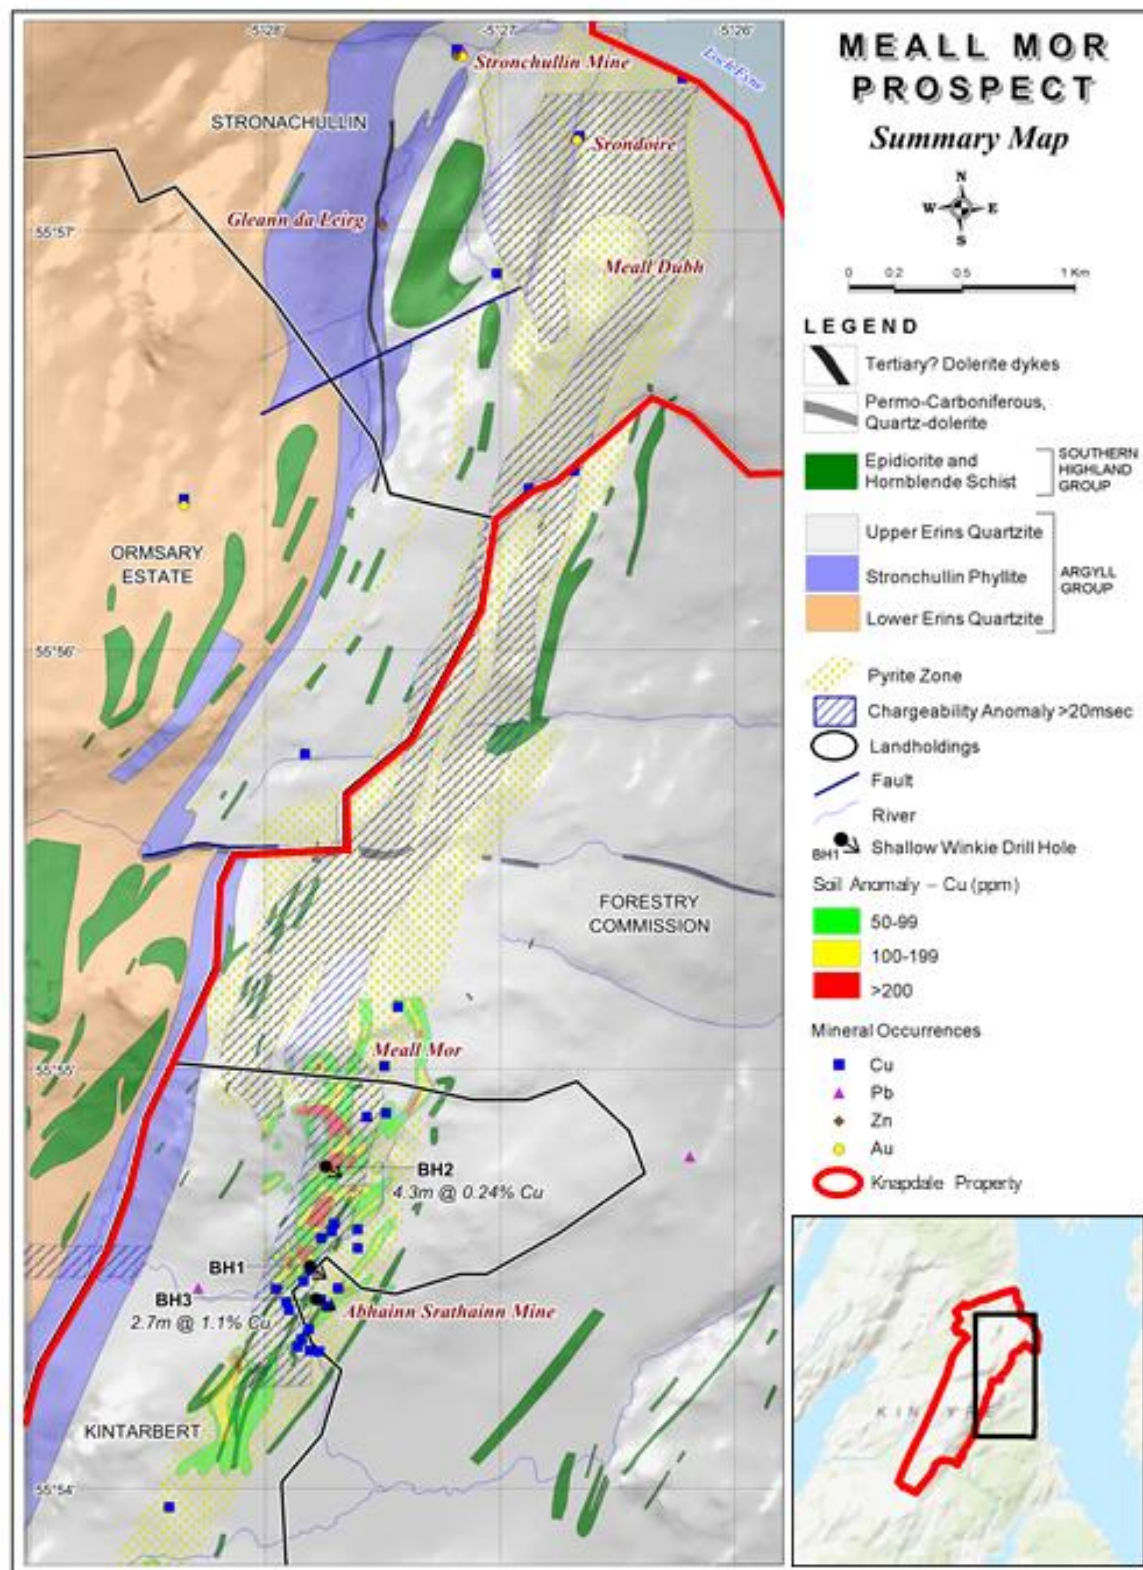 MEALL MOR
PROSPECT
Summary Map
N
W
E
S
0 0.2 0.5 1 Km
LEGEND
Tertiary? Dolerite dykes
Permo-Carboniferous,
Quartz-dolerite
Epidiorite and
Hornblende Schist
SOUTHERN
HIGHLAND
GROUP
Upper Erins Quartzite
Stronchullin Phyllite
Lower Erins Quartzite
ARGYLL
GROUP
Pyrite Zone
Chargeability Anomaly >20msec
Landholdings
Fault
River
BH1 Shallow Winkie Drill Hole
Soil Anomaly – Cu (ppm)
50-99
100-199
>200
Mineral Occurrences
Cu
Pb
Zn
Au
Knapdale Property
-5°28'
-5°27'
-5°26'
Loch Fyne
Stronchullin Mine
STRONACHULLIN
Srondoire
Gleann da Leirg
55°57'
Meall Dubh
ORMSARY
ESTATE
55°56'
FORESTRY
COMMISSION
Meall Mor
55°55'
BH2
4.3m @ 0.24% Cu
BH1
BH3
2.7m @ 1.1% Cu
Abhainn Srathainn Mine
KINTARBERT
55°54'